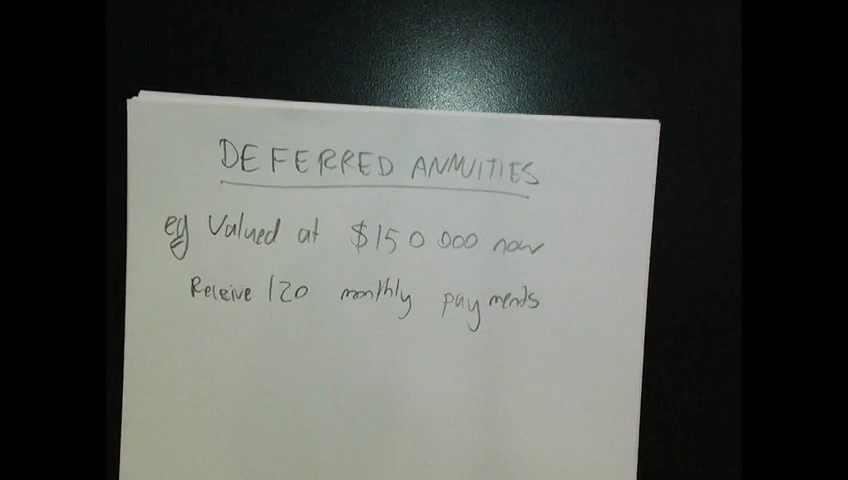 DEFERRED ANNUITIES
eg Valued at $150 000 now
Receive 120 monthly payments